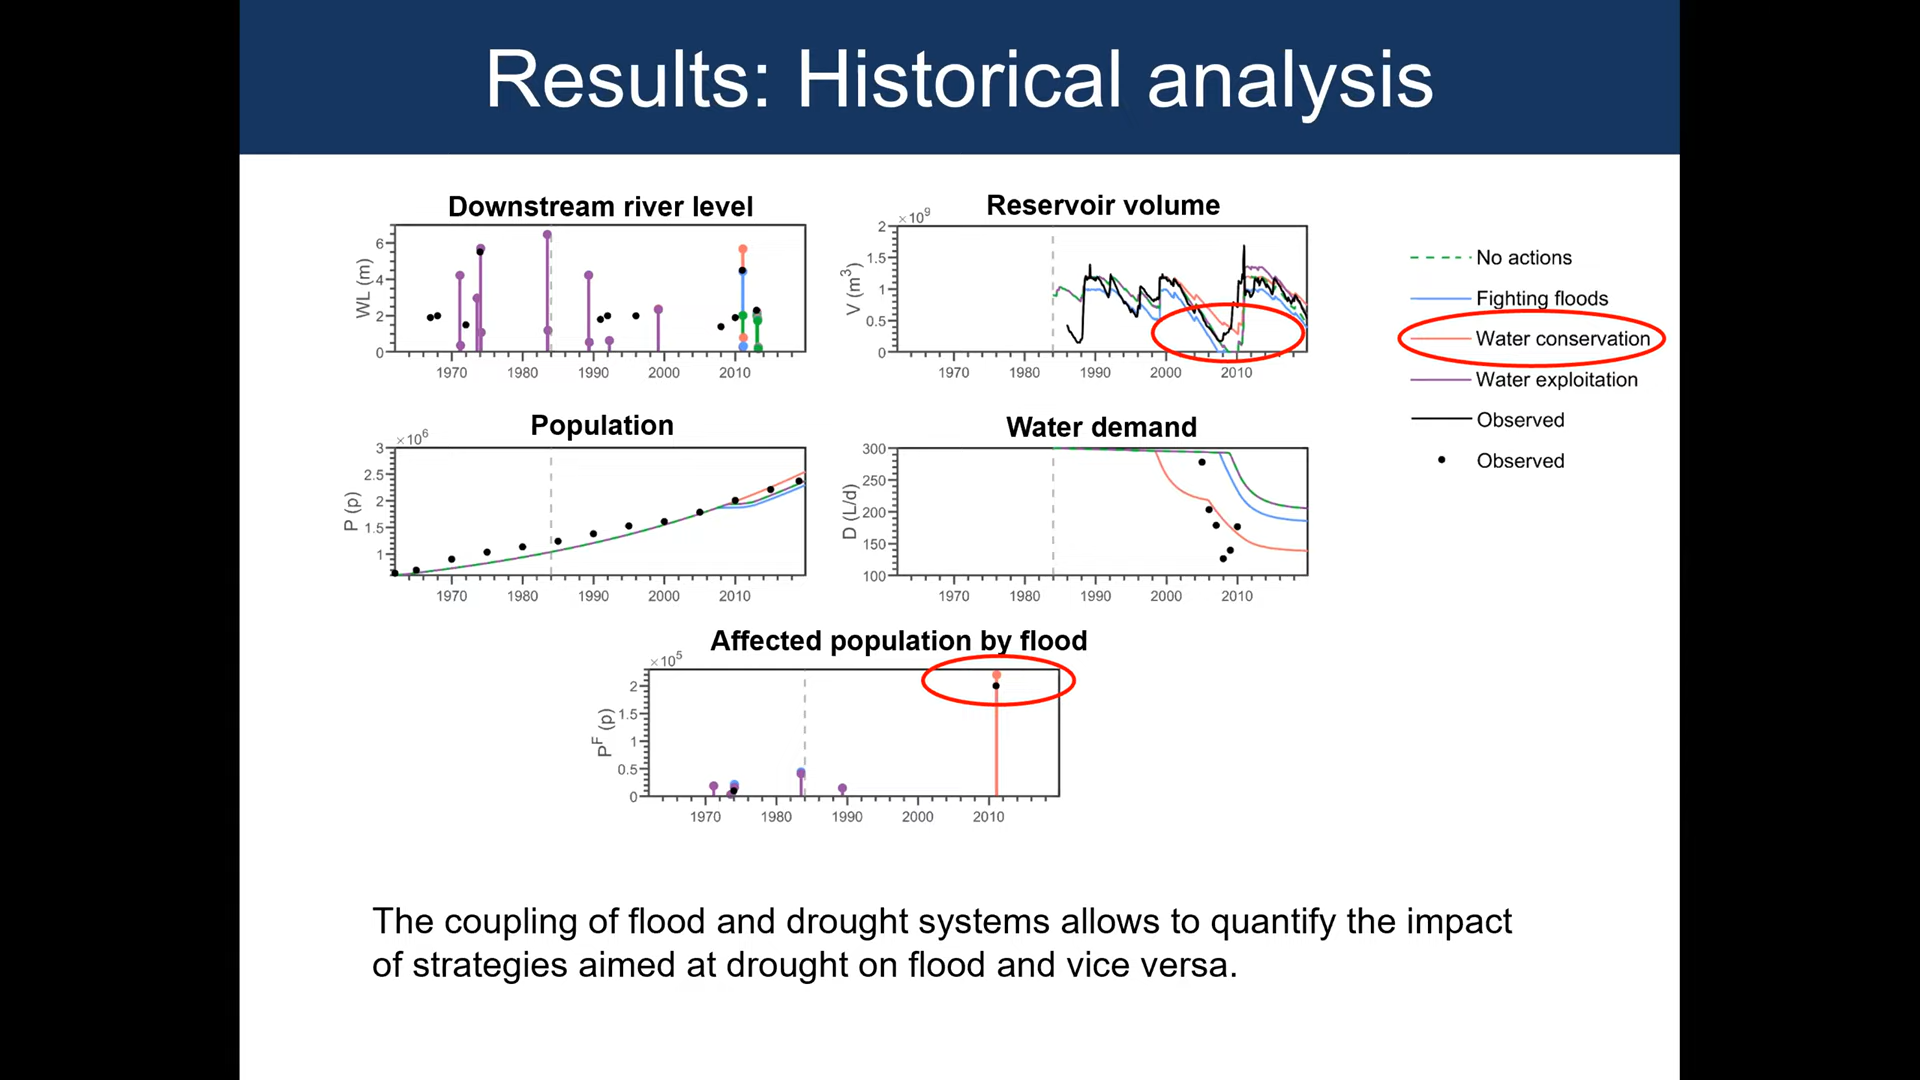 Results: Historical analysis
Downstream river level
WL (m)
6
4
2
0
1970 1980 1990 2000 2010
Reservoir volume
×10⁹
V (m³)
2
1.5
1
0.5
0
1970 1980 1990 2000 2010
No actions
Fighting floods
Water conservation
Water exploitation
Observed
Observed
Population
×10⁶
P (p)
3
2.5
2
1.5
1
1970 1980 1990 2000 2010
Water demand
D (L/d)
300
250
200
150
100
1970 1980 1990 2000 2010
Affected population by flood
×10⁵
Pᶠ (p)
2
1.5
1
0.5
0
1970 1980 1990 2000 2010
The coupling of flood and drought systems allows to quantify the impact
of strategies aimed at drought on flood and vice versa.